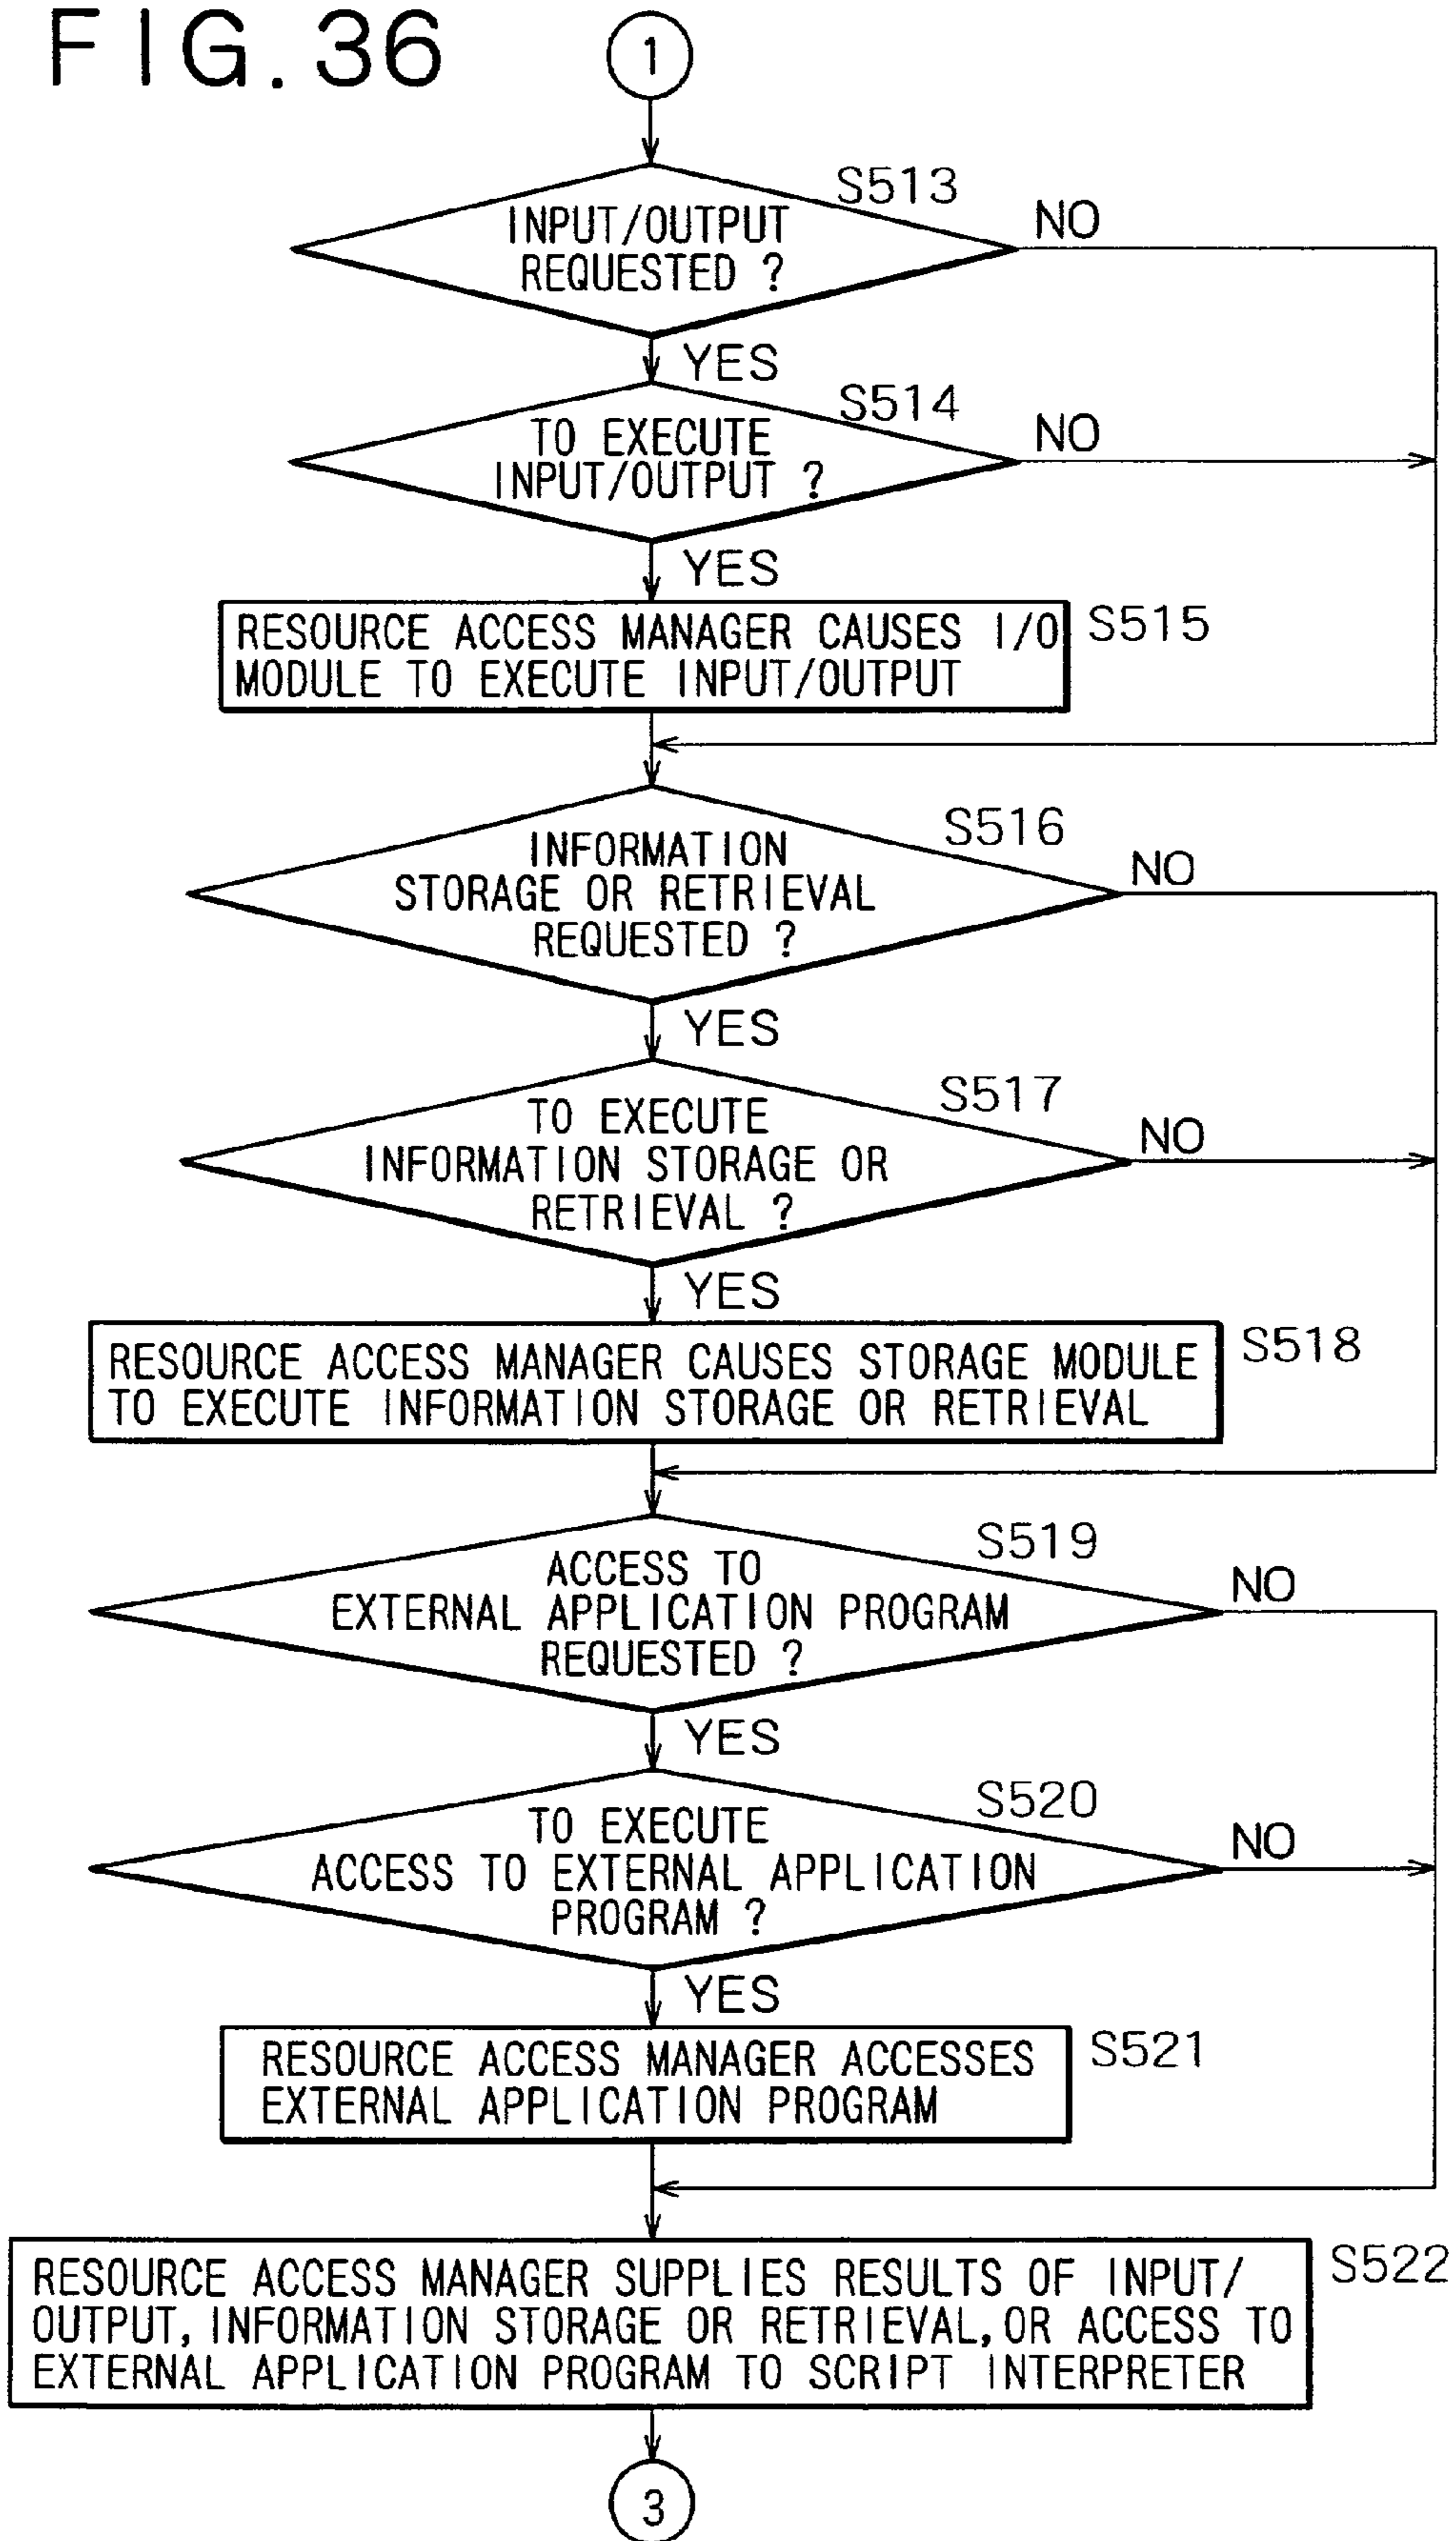 FIG. 36
1
S513
INPUT/OUTPUT
REQUESTED ?
NO
YES
S514
TO EXECUTE
INPUT/OUTPUT ?
NO
YES
RESOURCE ACCESS MANAGER CAUSES I/O
MODULE TO EXECUTE INPUT/OUTPUT
S515
S516
INFORMATION
STORAGE OR RETRIEVAL
REQUESTED ?
NO
YES
S517
TO EXECUTE
INFORMATION STORAGE OR
RETRIEVAL ?
NO
YES
RESOURCE ACCESS MANAGER CAUSES STORAGE MODULE
TO EXECUTE INFORMATION STORAGE OR RETRIEVAL
S518
S519
ACCESS TO
EXTERNAL APPLICATION PROGRAM
REQUESTED ?
NO
YES
S520
TO EXECUTE
ACCESS TO EXTERNAL APPLICATION
PROGRAM ?
NO
YES
RESOURCE ACCESS MANAGER ACCESSES
EXTERNAL APPLICATION PROGRAM
S521
RESOURCE ACCESS MANAGER SUPPLIES RESULTS OF INPUT/
OUTPUT, INFORMATION STORAGE OR RETRIEVAL, OR ACCESS TO
EXTERNAL APPLICATION PROGRAM TO SCRIPT INTERPRETER
S522
3